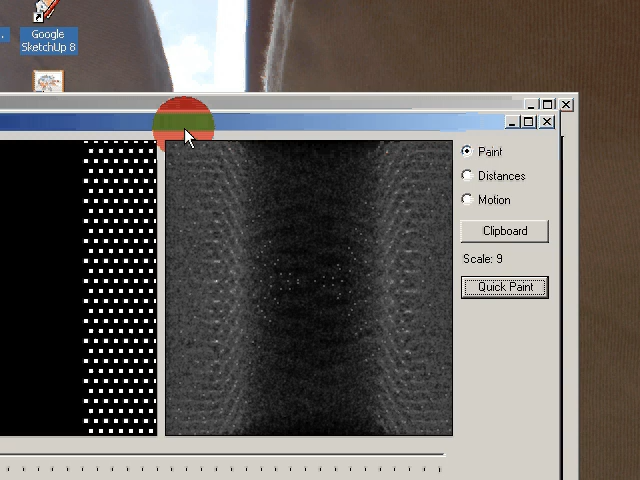 Google
SketchUp 8
Paint
Distances
Motion
Clipboard
Scale: 9
Quick Paint